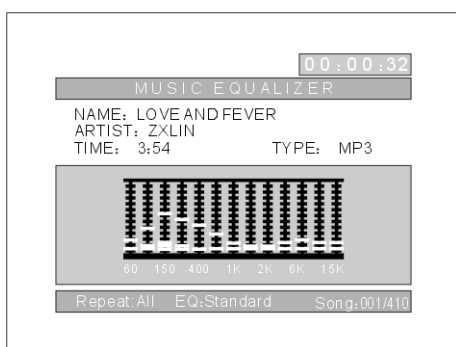 00:00:32
MUSIC EQUALIZER
NAME: LOVE AND FEVER
ARTIST: ZXLIN
TIME: 3:54 TYPE: MP3
60 150 400 1K 2K 6K 15K
Repeat:All EQ:Standard Song:001/410